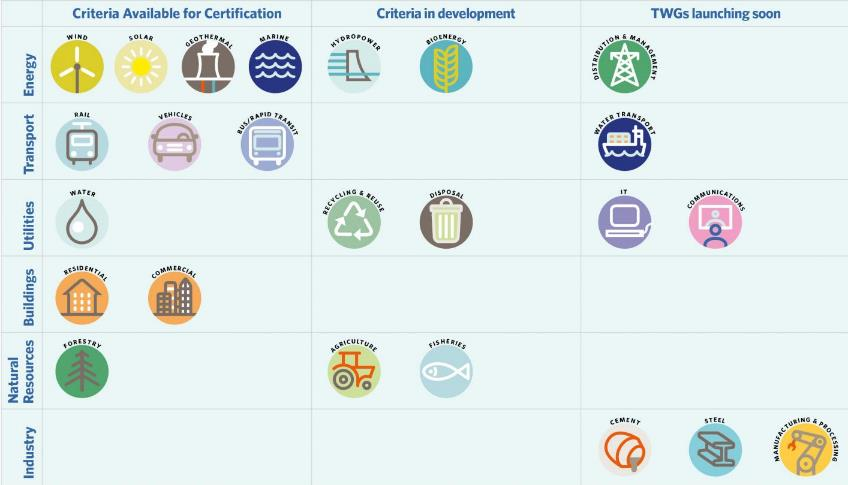 Criteria Available for Certification
Criteria in development
TWGs launching soon
Energy
WIND
SOLAR
GEOTHERMAL
MARINE
HYDROPOWER
BIOENERGY
DISTRIBUTION & MANAGEMENT
Transport
RAIL
VEHICLES
BUS/RAPID TRANSIT
WATER TRANSPORT
Utilities
WATER
RECYCLING & REUSE
DISPOSAL
IT
COMMUNICATIONS
Buildings
RESIDENTIAL
COMMERCIAL
Natural
Resources
FORESTRY
AGRICULTURE
FISHERIES
Industry
CEMENT
STEEL
MANUFACTURING & PROCESSING